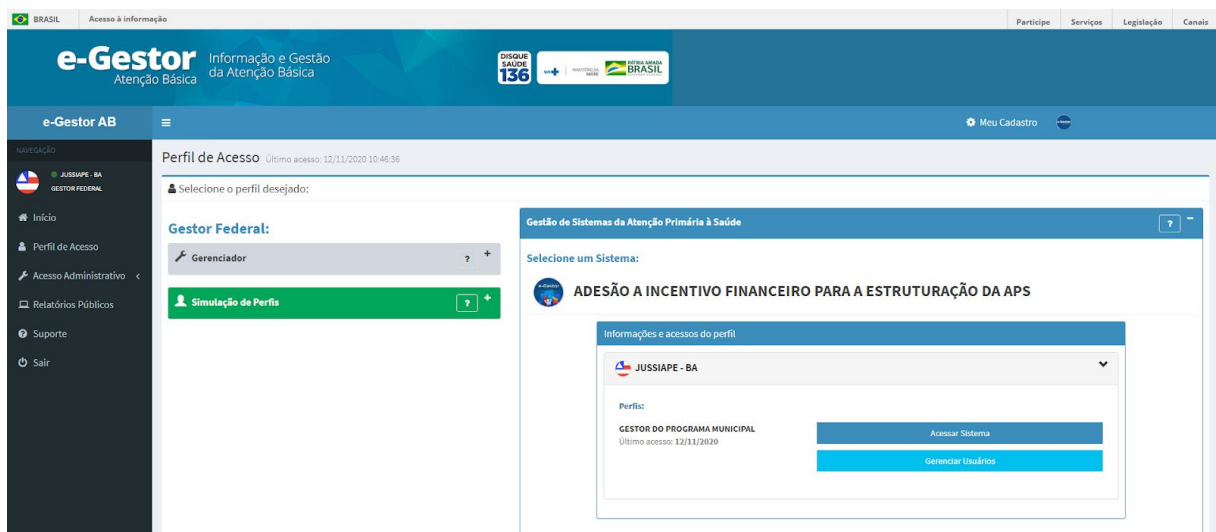 BRASIL Acesso à informação Participe Serviços Legislação Canais
e-Gestor
Atenção Básica
Informação e Gestão
da Atenção Básica
DISQUE
SAÚDE
136
SUS
MINISTÉRIO DA
SAÚDE
PÁTRIA AMADA
BRASIL
e-Gestor AB
Meu Cadastro
NAVEGAÇÃO
JUSSIAPE - BA
GESTOR FEDERAL
Início
Perfil de Acesso
Acesso Administrativo
Relatórios Públicos
Suporte
Sair
Perfil de Acesso Último acesso: 12/11/2020 10:46:36
Selecione o perfil desejado:
Gestor Federal:
Gerenciador ? +
Simulação de Perfis ? +
Gestão de Sistemas da Atenção Primária à Saúde ? −
Selecione um Sistema:
e-Gestor
ADESÃO A INCENTIVO FINANCEIRO PARA A ESTRUTURAÇÃO DA APS
Informações e acessos do perfil
JUSSIAPE - BA
Perfis:
GESTOR DO PROGRAMA MUNICIPAL
Último acesso: 12/11/2020
Acessar Sistema
Gerenciar Usuários